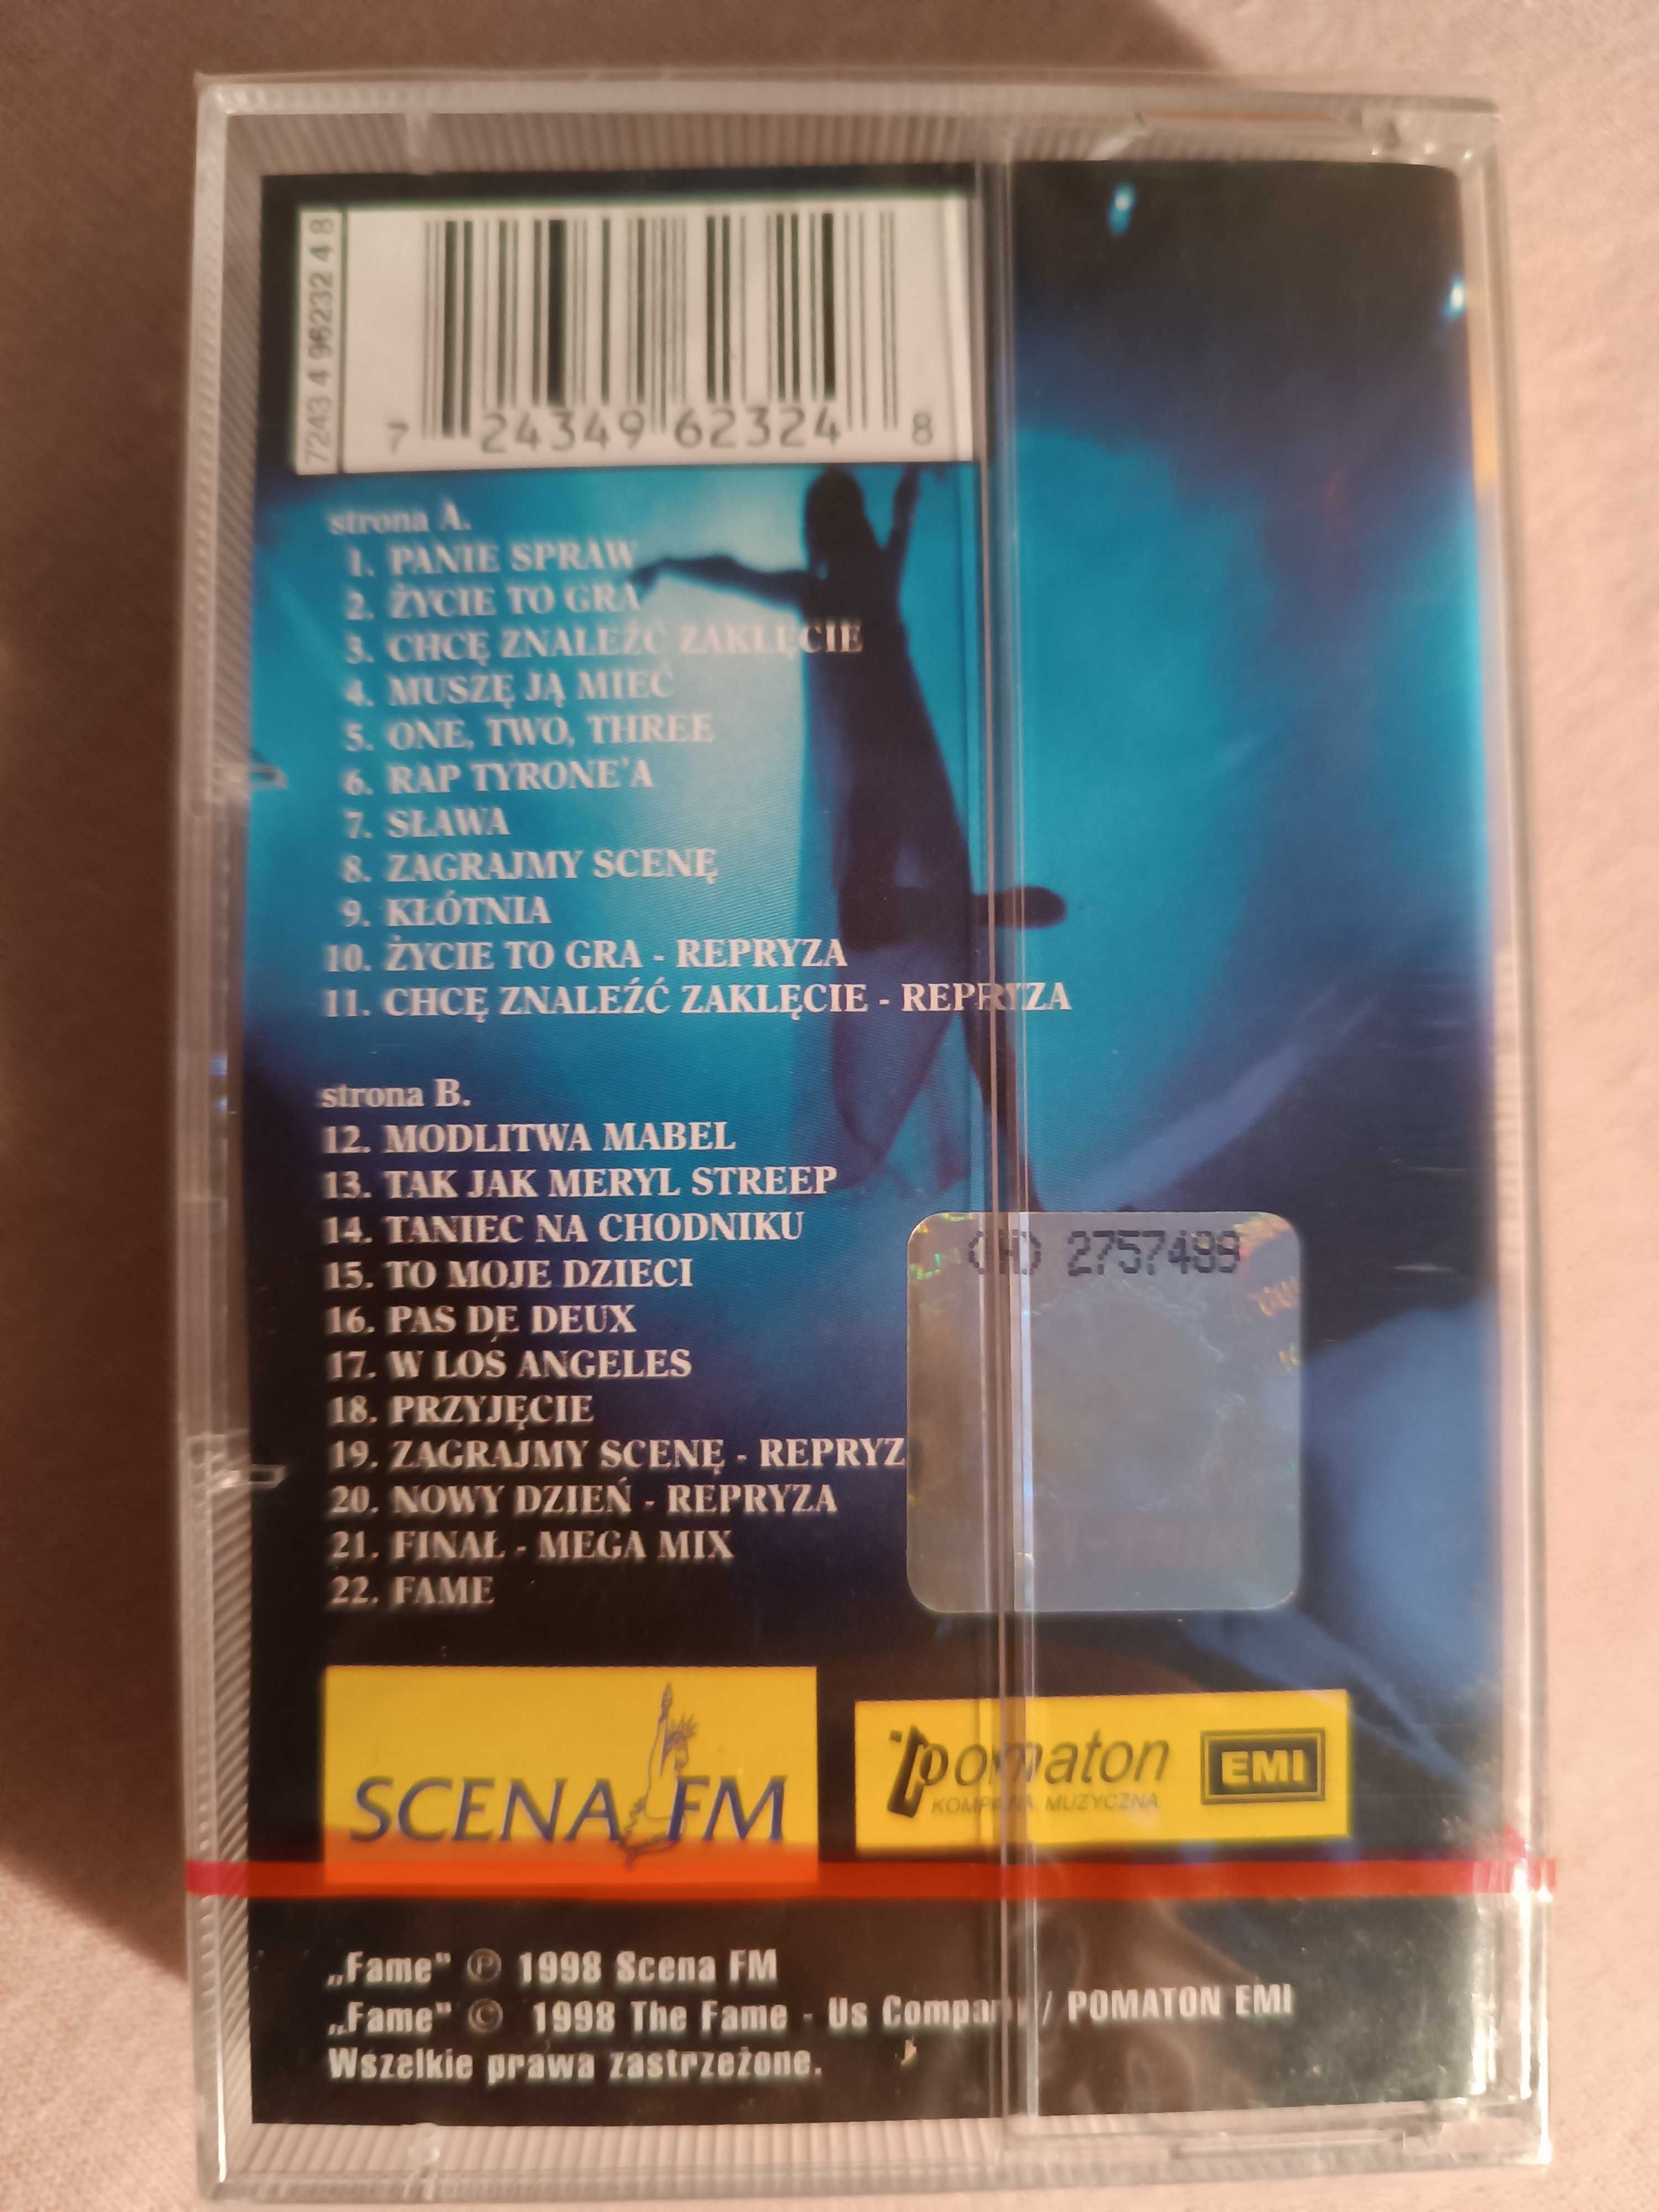 7243 4 96232 4 8
7 24349 62324 8
strona A.
1. PANIE SPRAW
2. ŻYCIE TO GRA
3. CHCĘ ZNALEŹĆ ZAKLĘCIE
4. MUSZĘ JĄ MIEĆ
5. ONE, TWO, THREE
6. RAP TYRONE'A
7. SŁAWA
8. ZAGRAJMY SCENĘ
9. KŁÓTNIA
10. ŻYCIE TO GRA - REPRYZA
11. CHCĘ ZNALEŹĆ ZAKLĘCIE - REPRYZA
strona B.
12. MODLITWA MABEL
13. TAK JAK MERYL STREEP
14. TANIEC NA CHODNIKU
15. TO MOJE DZIECI
16. PAS DE DEUX
17. W LOS ANGELES
18. PRZYJĘCIE
19. ZAGRAJMY SCENĘ - REPRYZ
20. NOWY DZIEŃ - REPRYZA
21. FINAŁ - MEGA MIX
22. FAME
2757499
SCENA FM
pomaton
KOMPANIA MUZYCZNA
EMI
„Fame" ℗ 1998 Scena FM
„Fame" © 1998 The Fame - Us Company / POMATON EMI
Wszelkie prawa zastrzeżone.